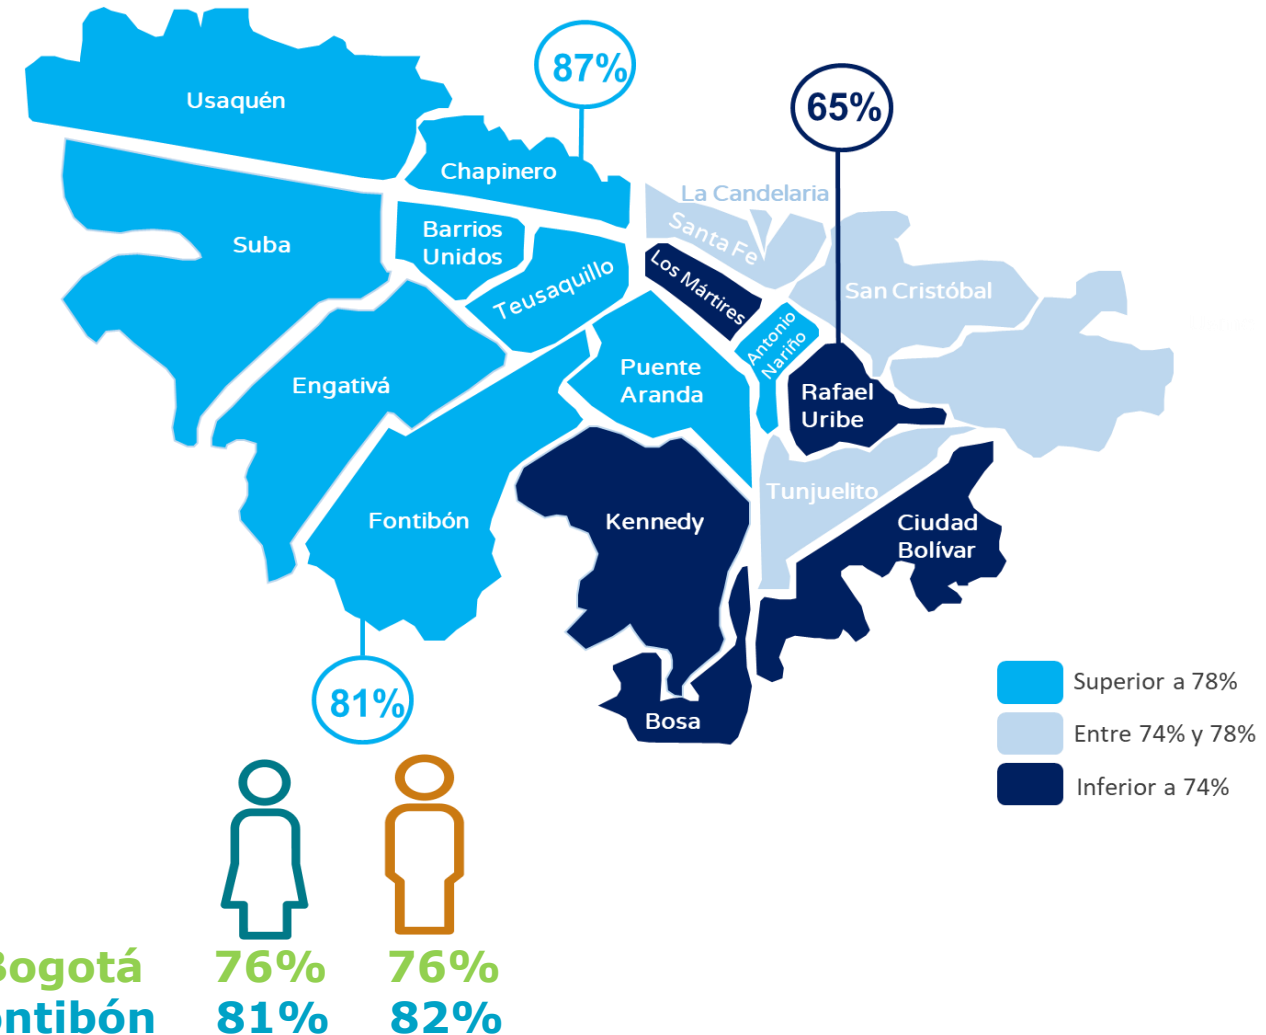 87%
65%
Usaquén
Chapinero
La Candelaria
Santa Fe
Barrios
Unidos
Suba
Teusaquillo
Los Mártires
San Cristóbal
Antonio
Nariño
Engativá
Puente
Aranda
Rafael
Uribe
Tunjuelito
Fontibón
Kennedy
Ciudad
Bolívar
81%
Bosa
Superior a 78%
Entre 74% y 78%
Inferior a 74%
Bogotá 76% 76%
ontibón 81% 82%